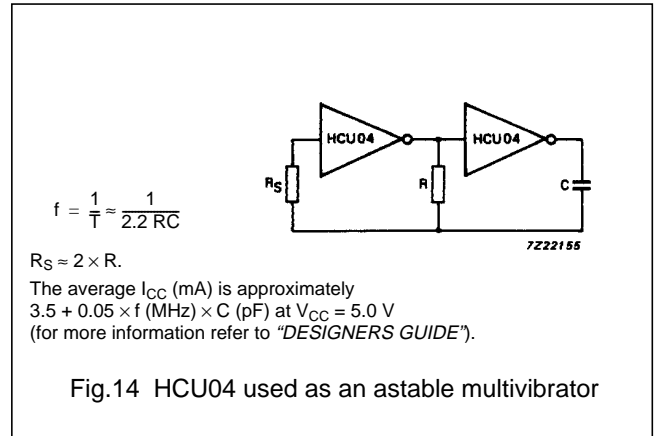 HCU04 HCU04
R_S R C
f = 1/T ≈ 1/2.2 RC
7Z22155
R_S ≈ 2 × R.
The average I_CC (mA) is approximately
3.5 + 0.05 × f (MHz) × C (pF) at V_CC = 5.0 V
(for more information refer to "DESIGNERS GUIDE").
Fig.14 HCU04 used as an astable multivibrator